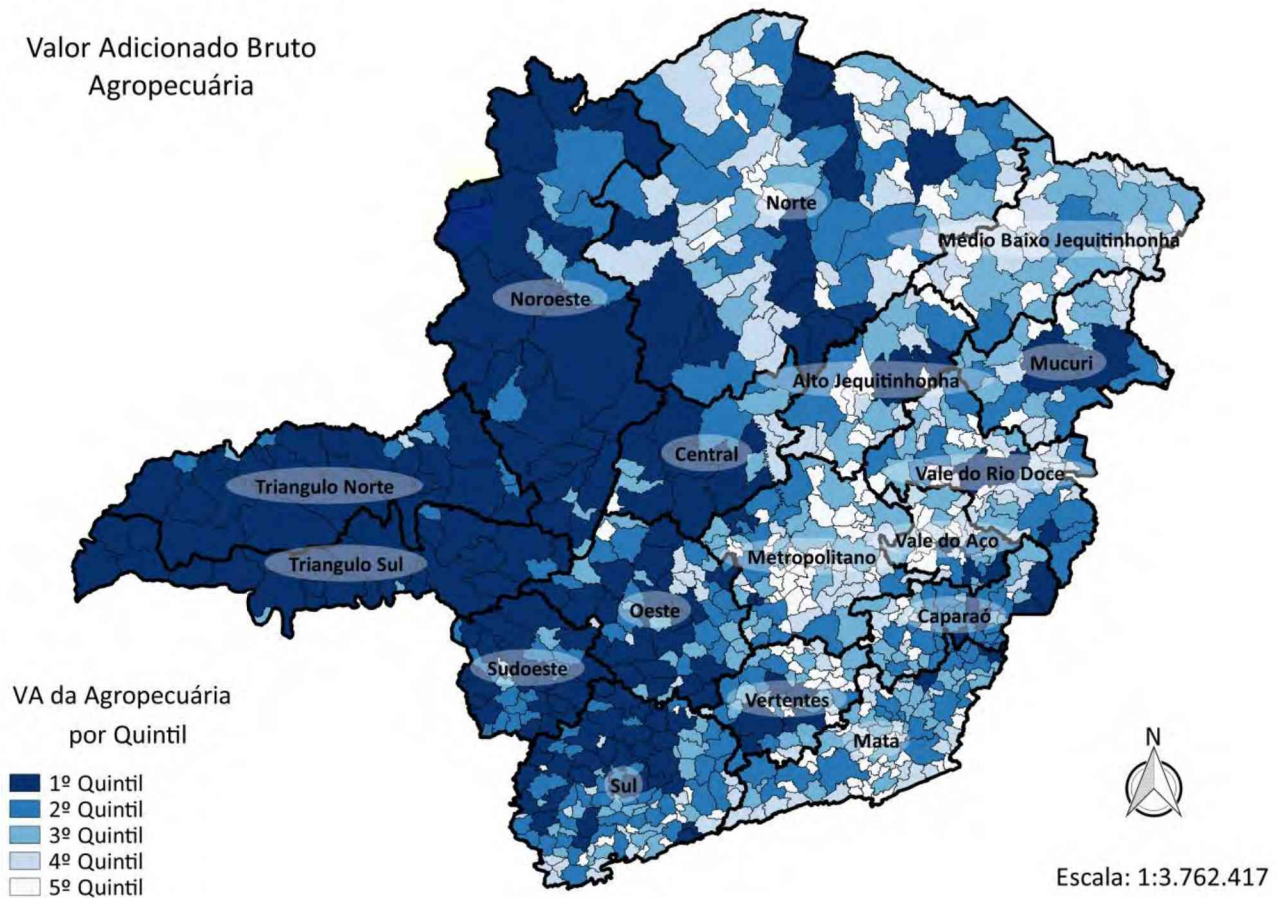 Valor Adicionado Bruto
Agropecuária
Norte
Médio Baixo Jequitinhonha
Noroeste
Mucuri
Alto Jequitinhonha
Central
Vale do Rio Doce
Triangulo Norte
Vale do Aço
Metropolitano
Triangulo Sul
Oeste
Caparaó
Sudoeste
Vertentes
Mata
Sul
VA da Agropecuária
por Quintil
1º Quintil
2º Quintil
3º Quintil
4º Quintil
5º Quintil
N
Escala: 1:3.762.417